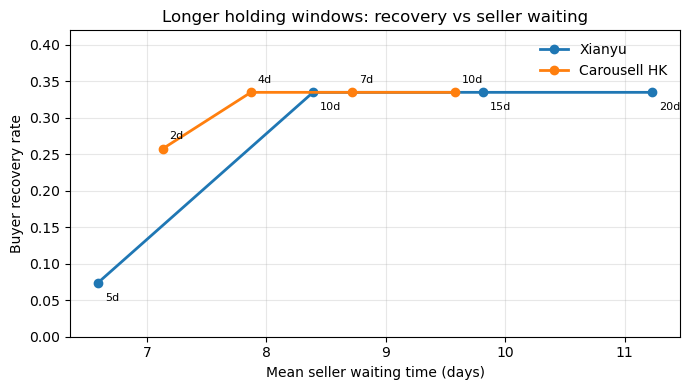 Longer holding windows: recovery vs seller waiting
Buyer recovery rate
0.40
0.35
0.30
0.25
0.20
0.15
0.10
0.05
0.00
Xianyu
Carousell HK
4d
7d
10d
10d
15d
20d
2d
5d
7
8
9
10
11
Mean seller waiting time (days)